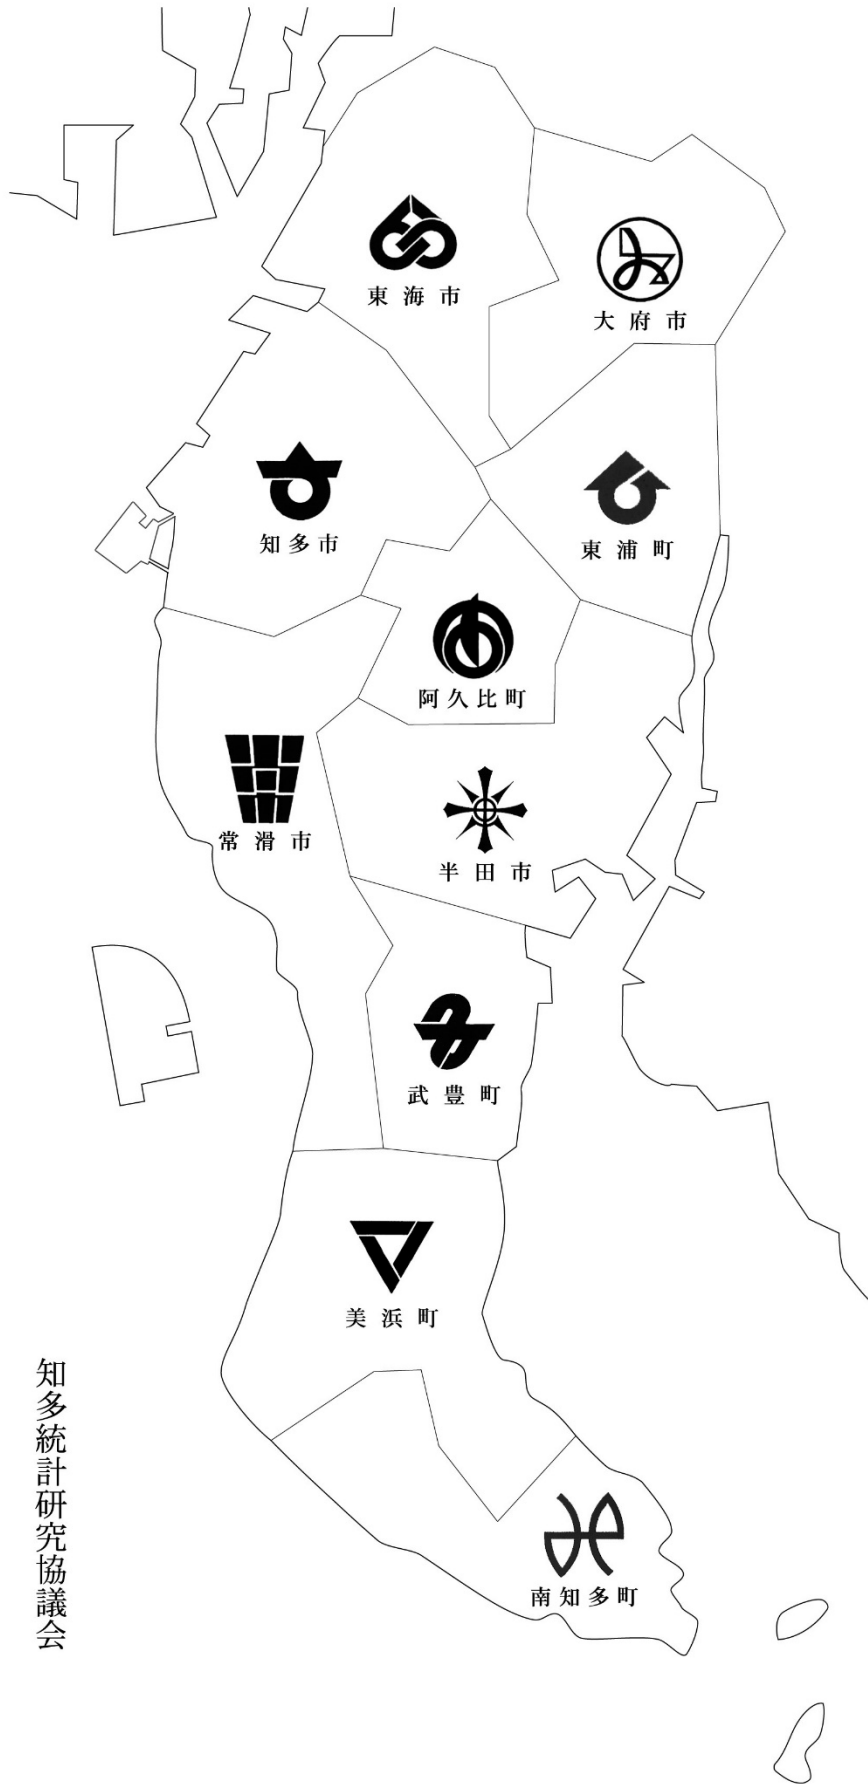 東海市
大府市
知多市
東浦町
阿久比町
常滑市
半田市
武豊町
美浜町
南知多町
知多統計研究協議会